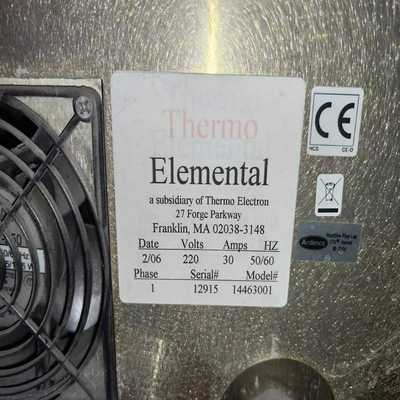 Thermo
Elemental
a subsidiary of Thermo Electron
27 Forge Parkway
Franklin, MA 02038-3148
Date Volts Amps HZ
2/06 220 30 50/60
Phase Serial# Model#
1 12915 14463001
CE